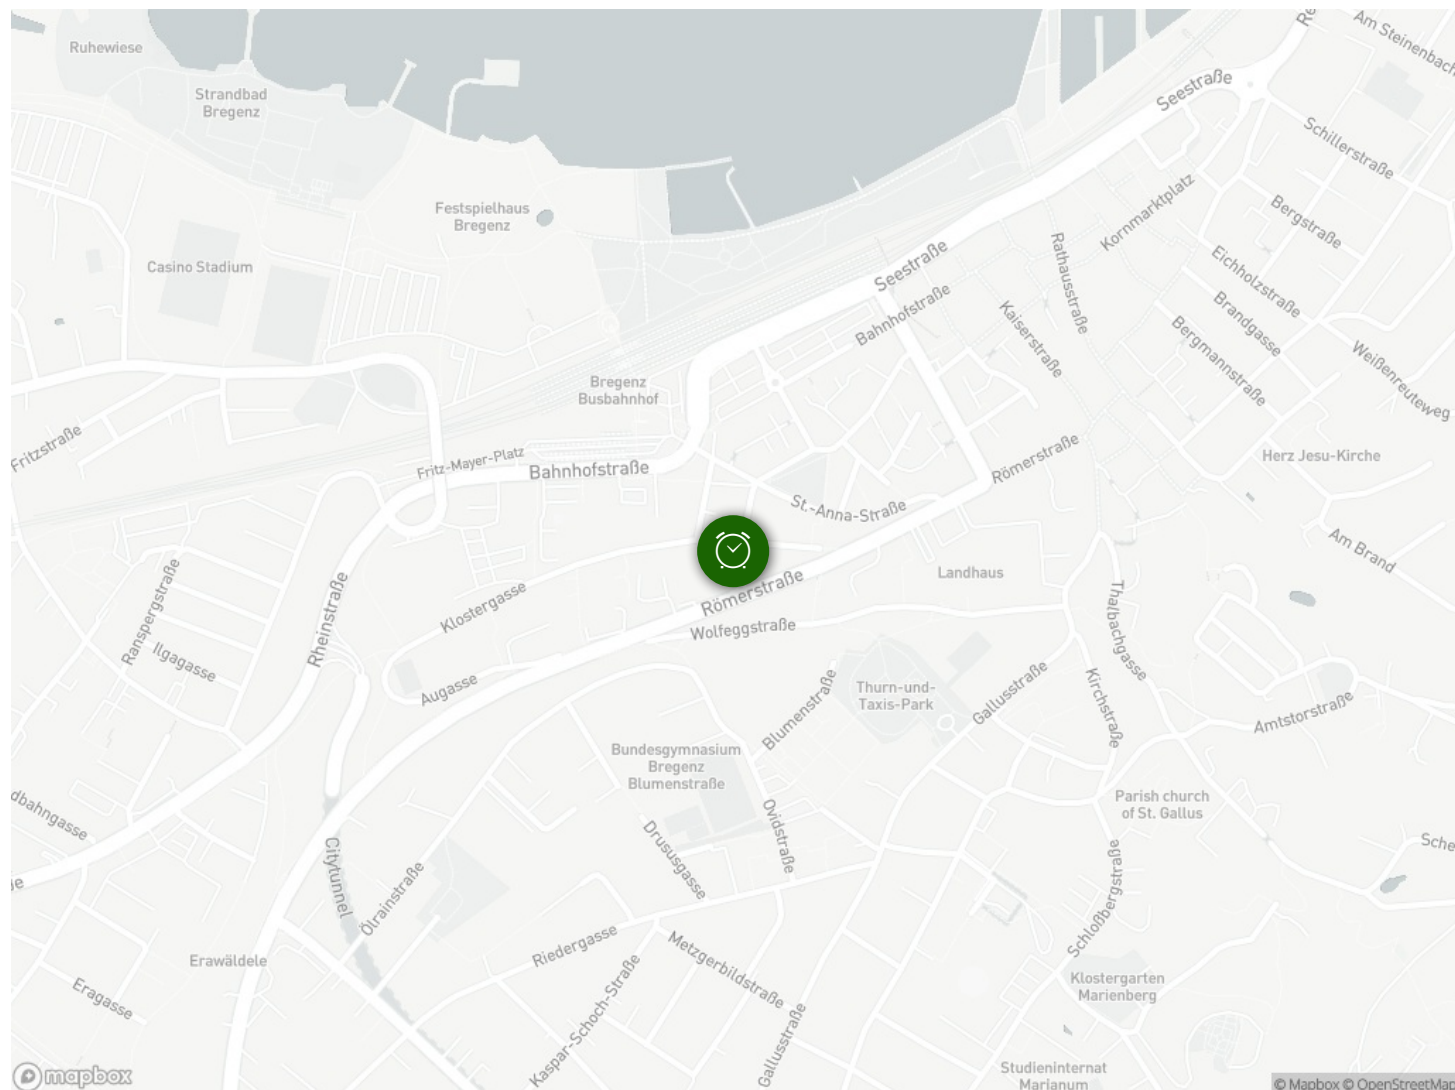 Ruhewiese
Strandbad
Bregenz
Am Steinenbach
Seestraße
Schillerstraße
Festspielhaus
Bregenz
Kornmarktplatz
Bergstraße
Casino Stadium
Seestraße
Rathausstraße
Eichholzstraße
Bahnhofstraße
Kaiserstraße
Brandgasse
Bergmannstraße
Weißenreuteweg
Bregenz
Busbahnhof
Fritzstraße
Fritz-Mayer-Platz
Bahnhofstraße
Römerstraße
Herz Jesu-Kirche
St.-Anna-Straße
Am Brand
Ranspergstraße
Rheinstraße
Klostergasse
Römerstraße
Landhaus
Wolfeggstraße
Thalbachgasse
Ilgagasse
Augasse
Blumenstraße
Thurn-und-
Taxis-Park
Gallusstraße
Kirchstraße
Amtstorstraße
Bundesgymnasium
Bregenz
Blumenstraße
dbahngasse
Parish church
of St. Gallus
Drususgasse
Ovidstraße
Citytunnel
Ölrainstraße
Schloßbergstraße
Sche
Erawäldele
Riedergasse
Metzgerbildstraße
Eragasse
Kaspar-Schoch-Straße
Gallusstraße
Klostergarten
Marienberg
Studieninternat
Marianum
mapbox
© Mapbox © OpenStreetMa